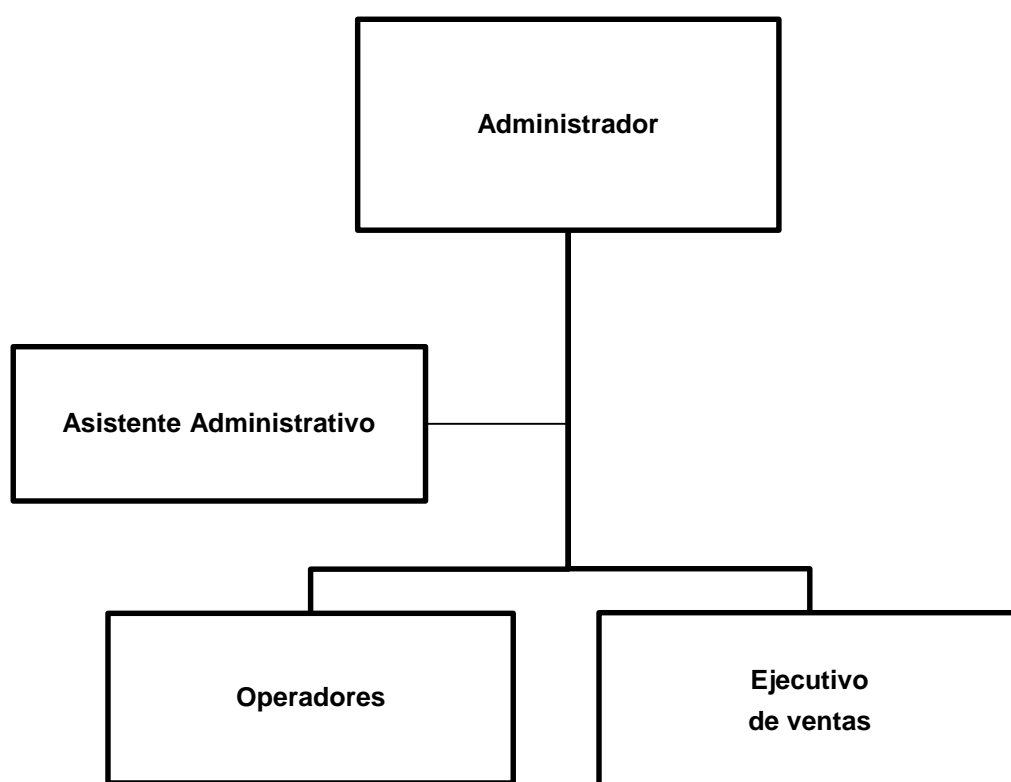 Administrador
Asistente Administrativo
Operadores
Ejecutivo
de ventas